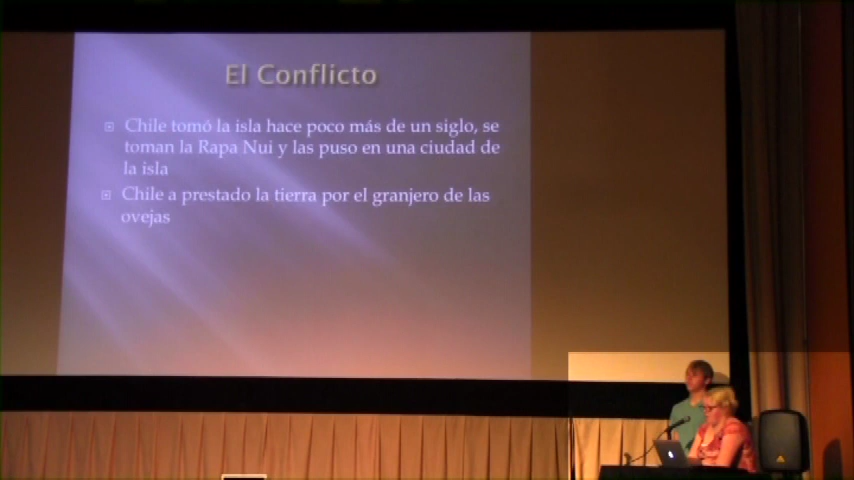 El Conflicto
Chile tomó la isla hace poco más de un siglo, se
toman la Rapa Nui y las puso en una ciudad de
la isla
Chile a prestado la tierra por el granjero de las
ovejas